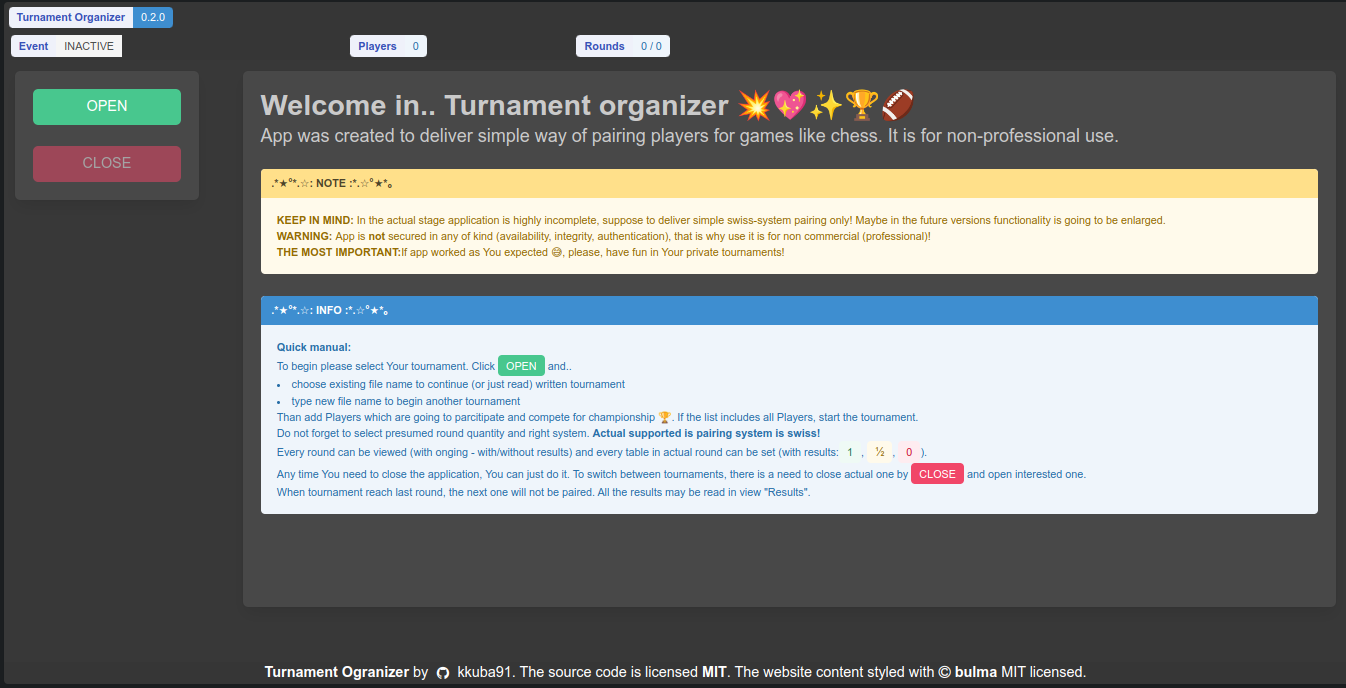 Turnament Organizer 0.2.0
Event INACTIVE Players 0 Rounds 0 / 0
OPEN
CLOSE
Welcome in.. Turnament organizer 💥💖✨🏆🏈
App was created to deliver simple way of pairing players for games like chess. It is for non-professional use.
.*★°*.☆: NOTE :*.☆°★*。
KEEP IN MIND: In the actual stage application is highly incomplete, suppose to deliver simple swiss-system pairing only! Maybe in the future versions functionality is going to be enlarged.
WARNING: App is not secured in any of kind (availability, integrity, authentication), that is why use it is for non commercial (professional)!
THE MOST IMPORTANT:If app worked as You expected 😅, please, have fun in Your private tournaments!
.*★°*.☆: INFO :*.☆°★*。
Quick manual:
To begin please select Your tournament. Click OPEN and..
• choose existing file name to continue (or just read) written tournament
• type new file name to begin another tournament
Than add Players which are going to parcitipate and compete for championship 🏆. If the list includes all Players, start the tournament.
Do not forget to select presumed round quantity and right system. Actual supported is pairing system is swiss!
Every round can be viewed (with onging - with/without results) and every table in actual round can be set (with results: 1 , ½ , 0 ).
Any time You need to close the application, You can just do it. To switch between tournaments, there is a need to close actual one by CLOSE and open interested one.
When tournament reach last round, the next one will not be paired. All the results may be read in view "Results".
Turnament Ogranizer by kkuba91. The source code is licensed MIT. The website content styled with © bulma MIT licensed.